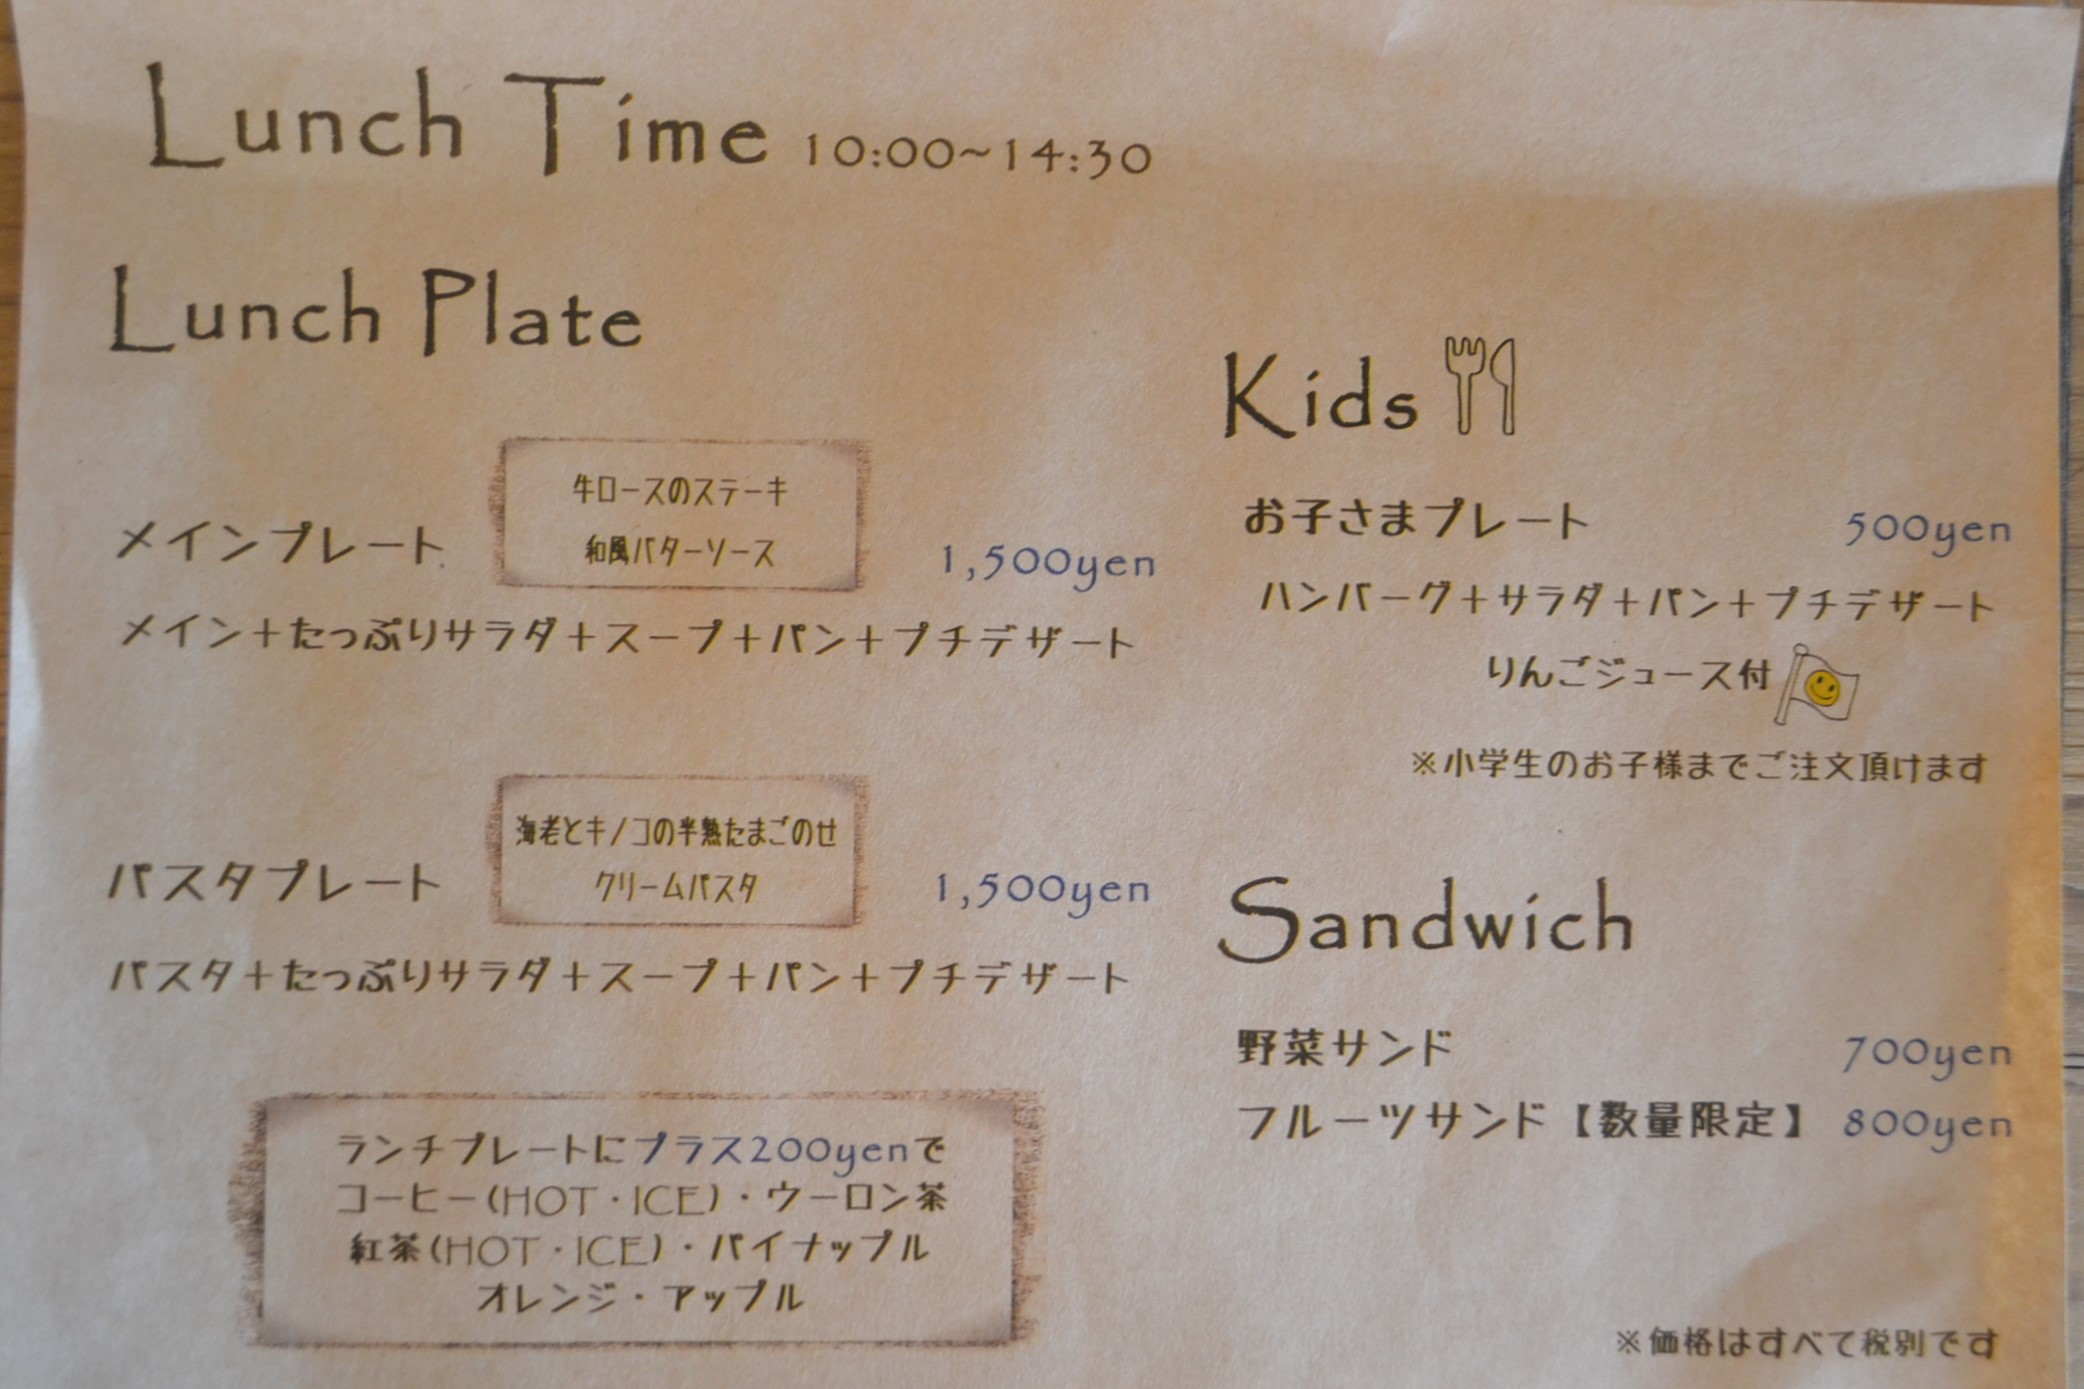 Lunch Time 10:00~14:30
Lunch Plate
メインプレート
牛ロースのステーキ
和風バターソース
1,500yen
メイン+たっぷりサラダ+スープ+パン+プチデザート
パスタプレート
海老とキノコの半熟たまごのせ
クリームパスタ
1,500yen
パスタ+たっぷりサラダ+スープ+パン+プチデザート
ランチプレートにプラス200yenで
コーヒー(HOT・ICE)・ウーロン茶
紅茶(HOT・ICE)・パイナップル
オレンジ・アップル
Kids
お子さまプレート 500yen
ハンバーグ+サラダ+パン+プチデザート
りんごジュース付
※小学生のお子様までご注文頂けます
Sandwich
野菜サンド 700yen
フルーツサンド【数量限定】 800yen
※価格はすべて税別です